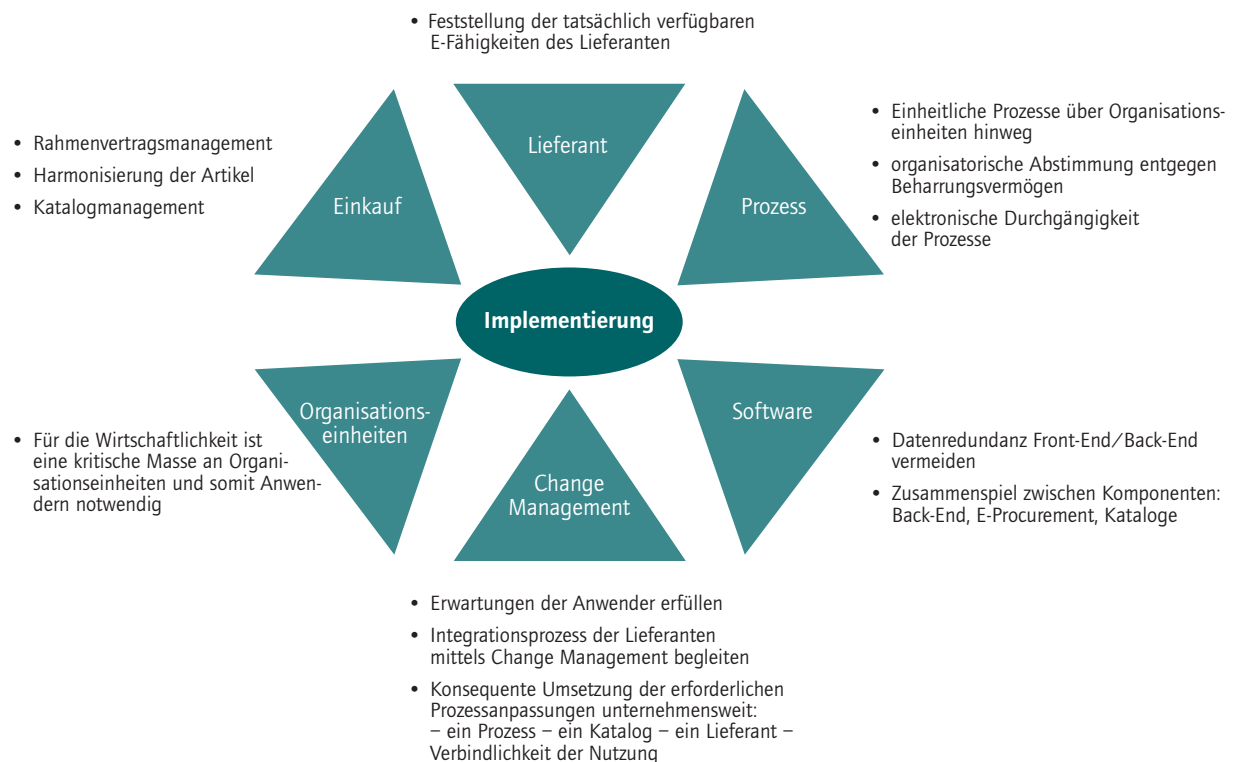 • Feststellung der tatsächlich verfügbaren
E-Fähigkeiten des Lieferanten
Lieferant
• Rahmenvertragsmanagement
• Harmonisierung der Artikel
• Katalogmanagement
Einkauf
Prozess
• Einheitliche Prozesse über Organisations-
einheiten hinweg
• organisatorische Abstimmung entgegen
Beharrungsvermögen
• elektronische Durchgängigkeit
der Prozesse
Implementierung
• Für die Wirtschaftlichkeit ist
eine kritische Masse an Organi-
sationseinheiten und somit Anwen-
dern notwendig
Organisations-
einheiten
Change
Management
Software
• Datenredundanz Front-End/Back-End
vermeiden
• Zusammenspiel zwischen Komponenten:
Back-End, E-Procurement, Kataloge
• Erwartungen der Anwender erfüllen
• Integrationsprozess der Lieferanten
mittels Change Management begleiten
• Konsequente Umsetzung der erforderlichen
Prozessanpassungen unternehmensweit:
– ein Prozess – ein Katalog – ein Lieferant –
Verbindlichkeit der Nutzung